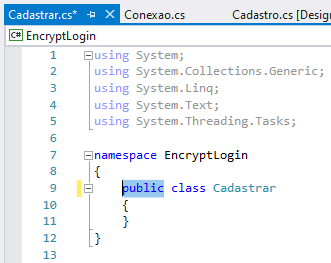 Cadastrar.cs* Conexao.cs Cadastro.cs [Desig
C# EncryptLogin
1 using System;
2 using System.Collections.Generic;
3 using System.Linq;
4 using System.Text;
5 using System.Threading.Tasks;
6
7 namespace EncryptLogin
8 {
9 public class Cadastrar
10 {
11 }
12 }
13